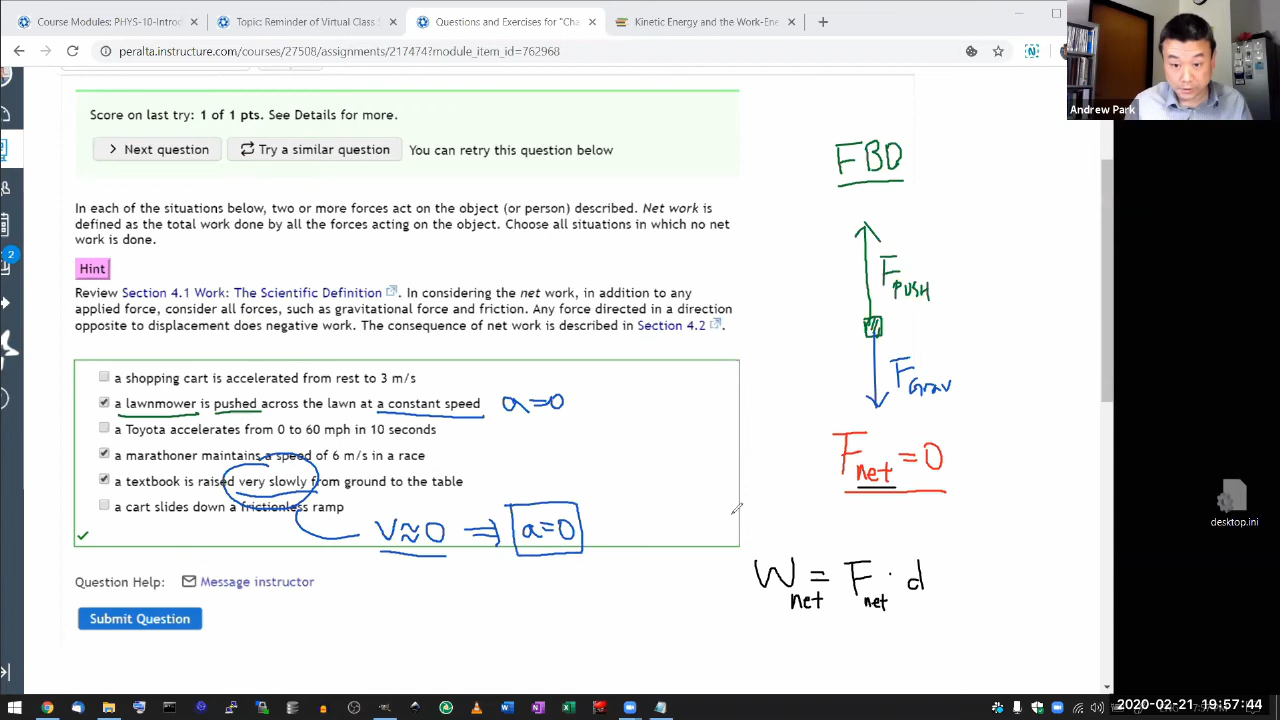 Course Modules: PHYS-10-Introdu
Topic Reminder of Virtual Class S
Questions and Exercises for "Cha
Kinetic Energy and the Work-Ene
peralta.instructure.com/courses/27508/assignments/217474?module_item_id=762968
Andrew Park
Score on last try: 1 of 1 pts. See Details for more.
Next question
Try a similar question
You can retry this question below
In each of the situations below, two or more forces act on the object (or person) described. Net work is
defined as the total work done by all the forces acting on the object. Choose all situations in which no net
work is done.
Hint
Review Section 4.1 Work: The Scientific Definition. In considering the net work, in addition to any
applied force, consider all forces, such as gravitational force and friction. Any force directed in a direction
opposite to displacement does negative work. The consequence of net work is described in Section 4.2.
a shopping cart is accelerated from rest to 3 m/s
a lawnmower is pushed across the lawn at a constant speed a=0
a Toyota accelerates from 0 to 60 mph in 10 seconds
a marathoner maintains a speed of 6 m/s in a race
a textbook is raised very slowly from ground to the table
a cart slides down a frictionless ramp
V≈0 ⇒ a=0
Question Help: Message instructor
Submit Question
FBD
F PUSH
F Grav
F net = 0
W net = F net · d
2
desktop.ini
2020-02-21 19:57:44